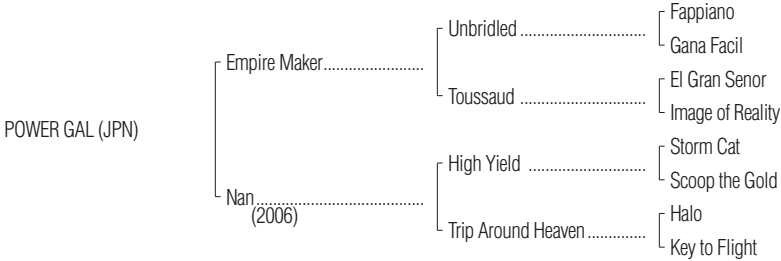 Fappiano
Unbridled ..............................
Gana Facil
Empire Maker........................
El Gran Senor
Toussaud ..............................
Image of Reality
POWER GAL (JPN)
Storm Cat
High Yield ............................
Scoop the Gold
Nan........................................
(2006)
Halo
Trip Around Heaven..............
Key to Flight